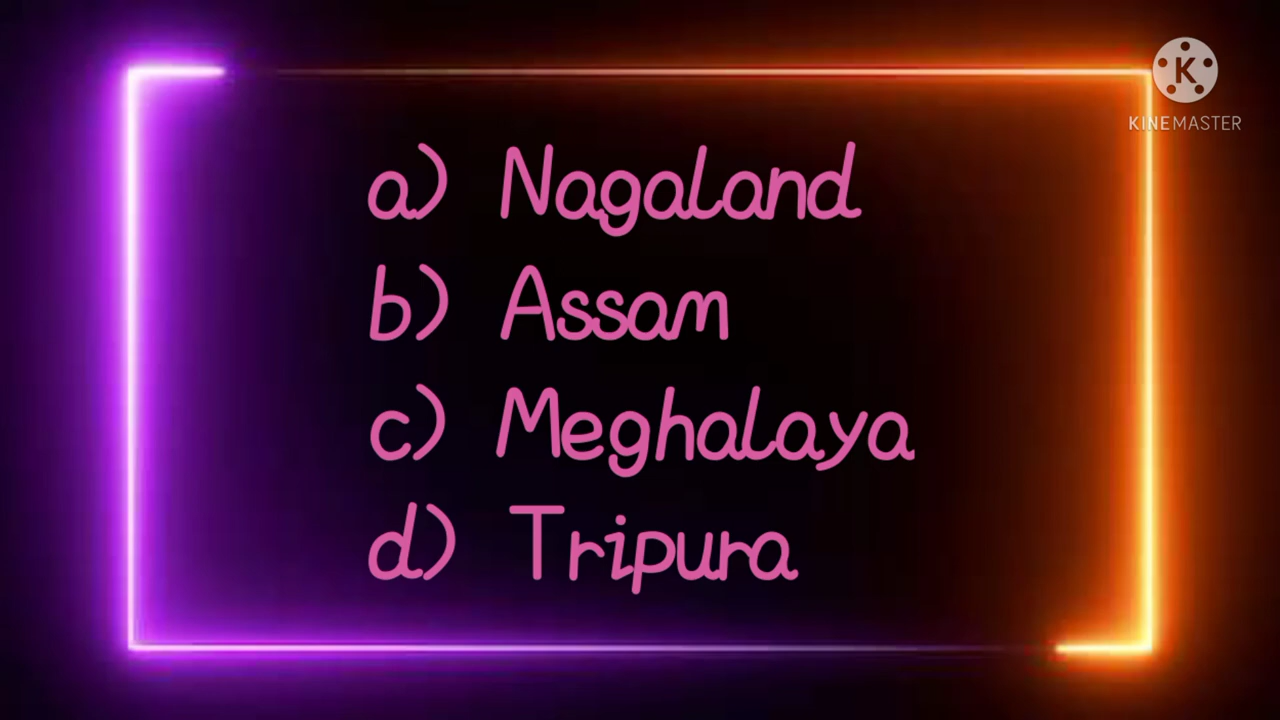 K
KINEMASTER
a) Nagaland
b) Assam
c) Meghalaya
d) Tripura